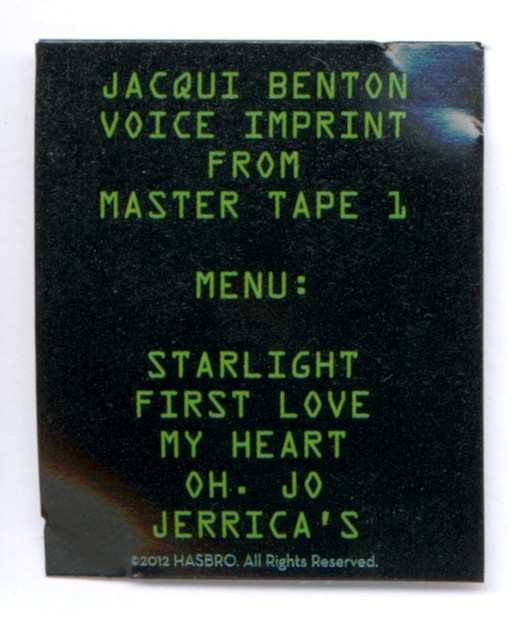 JACQUI BENTON
VOICE IMPRINT
FROM
MASTER TAPE 1
MENU:
STARLIGHT
FIRST LOVE
MY HEART
OH. JO
JERRICA'S
©2012 HASBRO. All Rights Reserved.